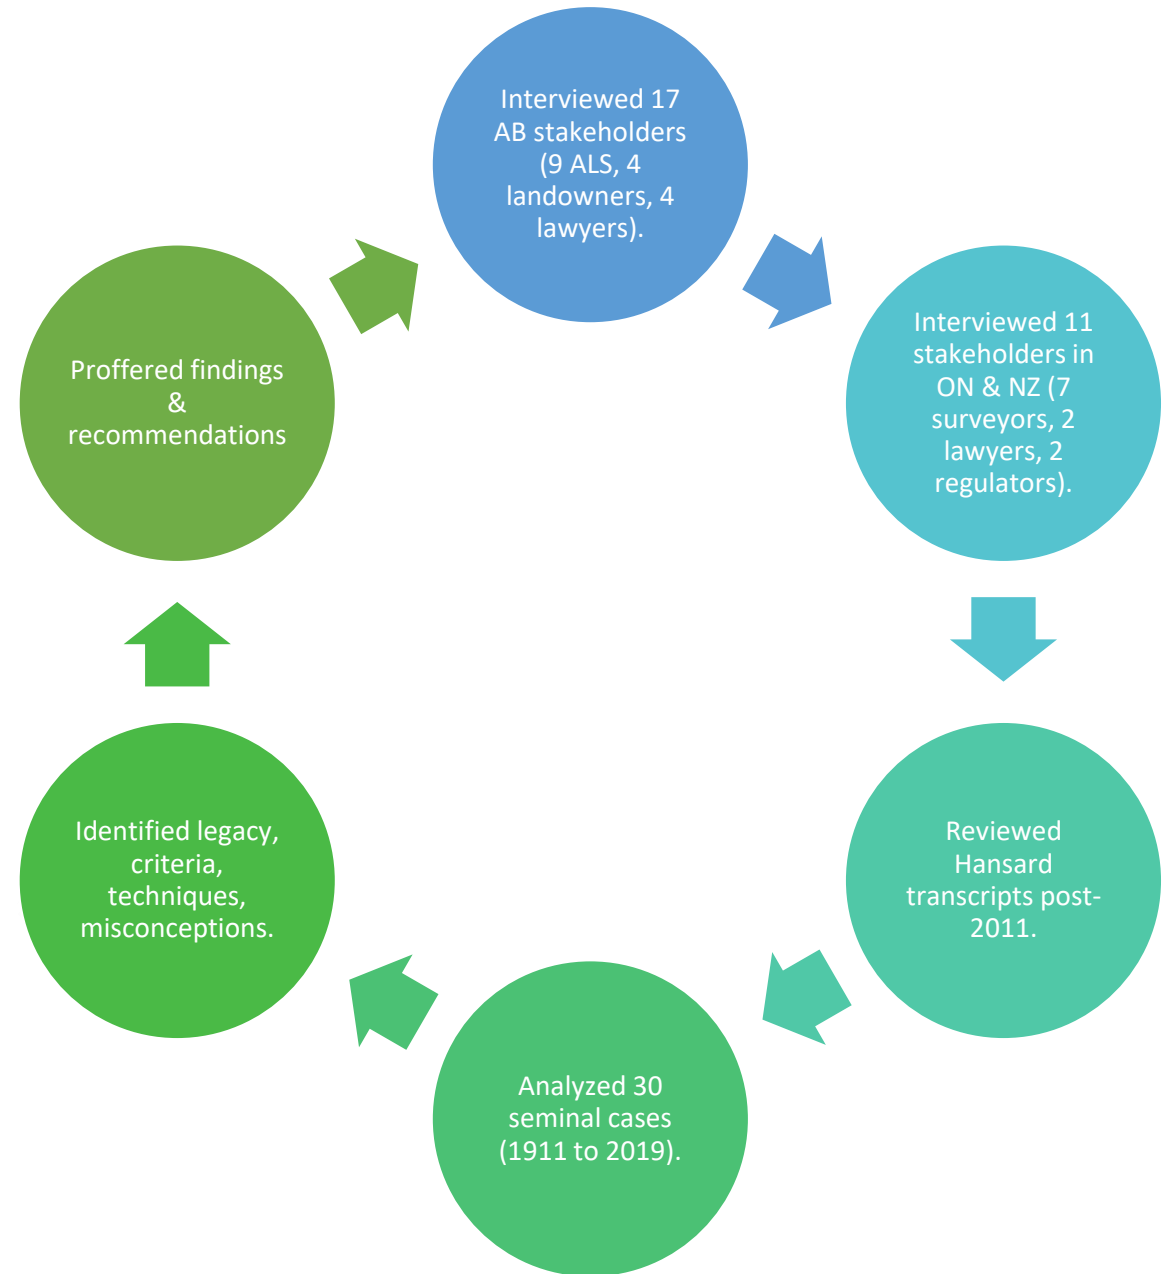 Interviewed 17
AB stakeholders
(9 ALS, 4
landowners, 4
lawyers).
Interviewed 11
stakeholders in
ON & NZ (7
surveyors, 2
lawyers, 2
regulators).
Reviewed
Hansard
transcripts post-
2011.
Analyzed 30
seminal cases
(1911 to 2019).
Identified legacy,
criteria,
techniques,
misconceptions.
Proffered findings
&
recommendations